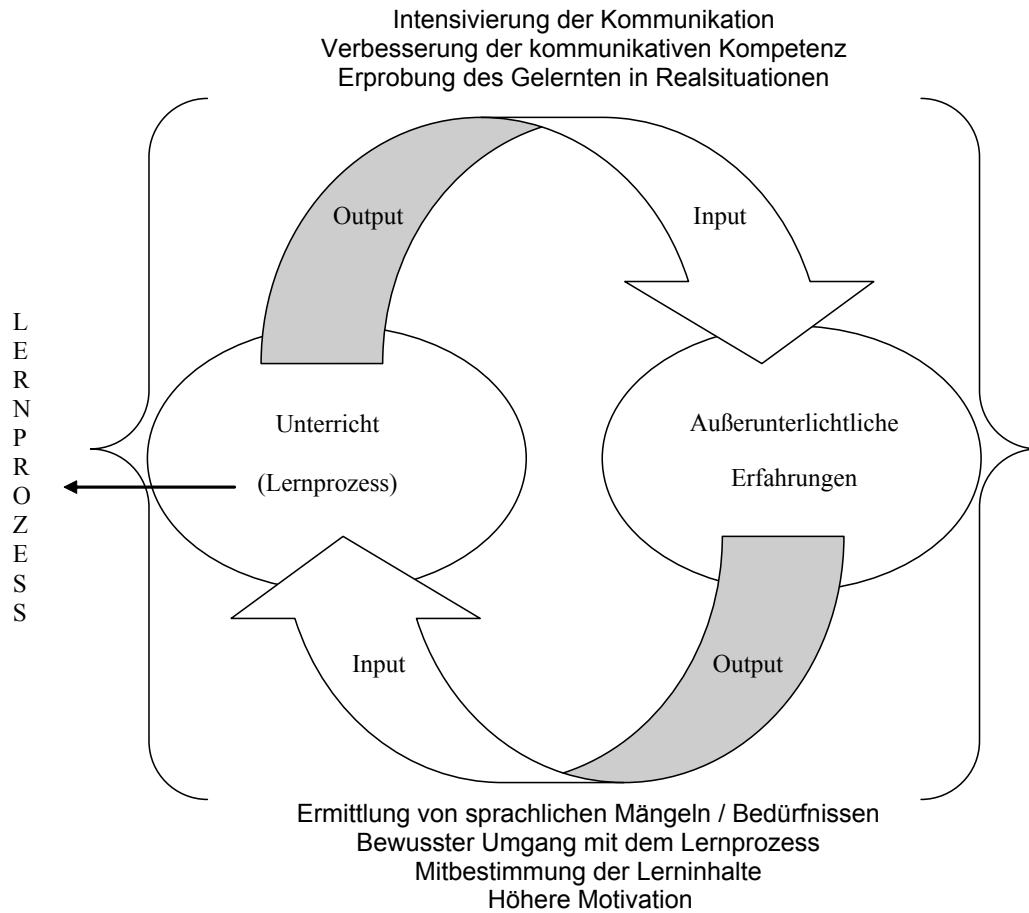 Intensivierung der Kommunikation
Verbesserung der kommunikativen Kompetenz
Erprobung des Gelernten in Realsituationen
Output
Input
LERNPROZESS
Unterricht
(Lernprozess)
Außerunterlichtliche
Erfahrungen
Input
Output
Ermittlung von sprachlichen Mängeln / Bedürfnissen
Bewusster Umgang mit dem Lernprozess
Mitbestimmung der Lerninhalte
Höhere Motivation